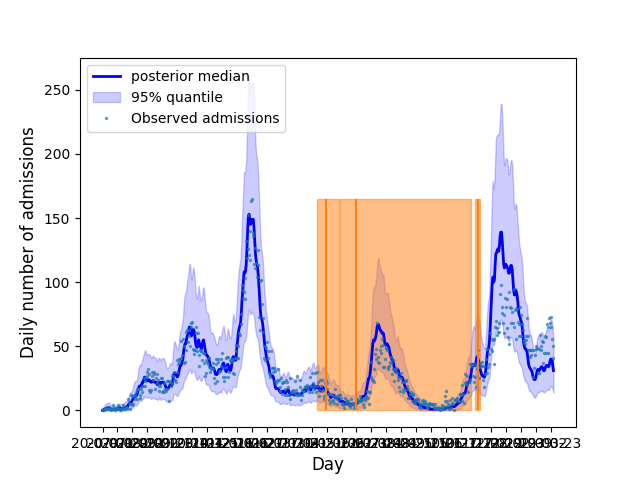 posterior median
95% quantile
Observed admissions
250
200
150
100
50
0
Daily number of admissions
Day